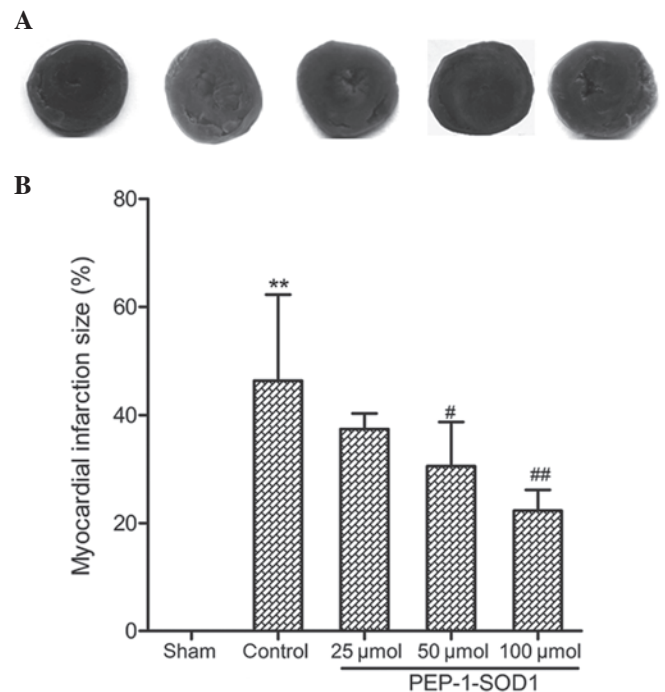 A
B
Myocardial infarction size (%)
80
60
40
20
0
**
#
##
Sham Control 25 µmol 50 µmol 100 µmol
PEP-1-SOD1